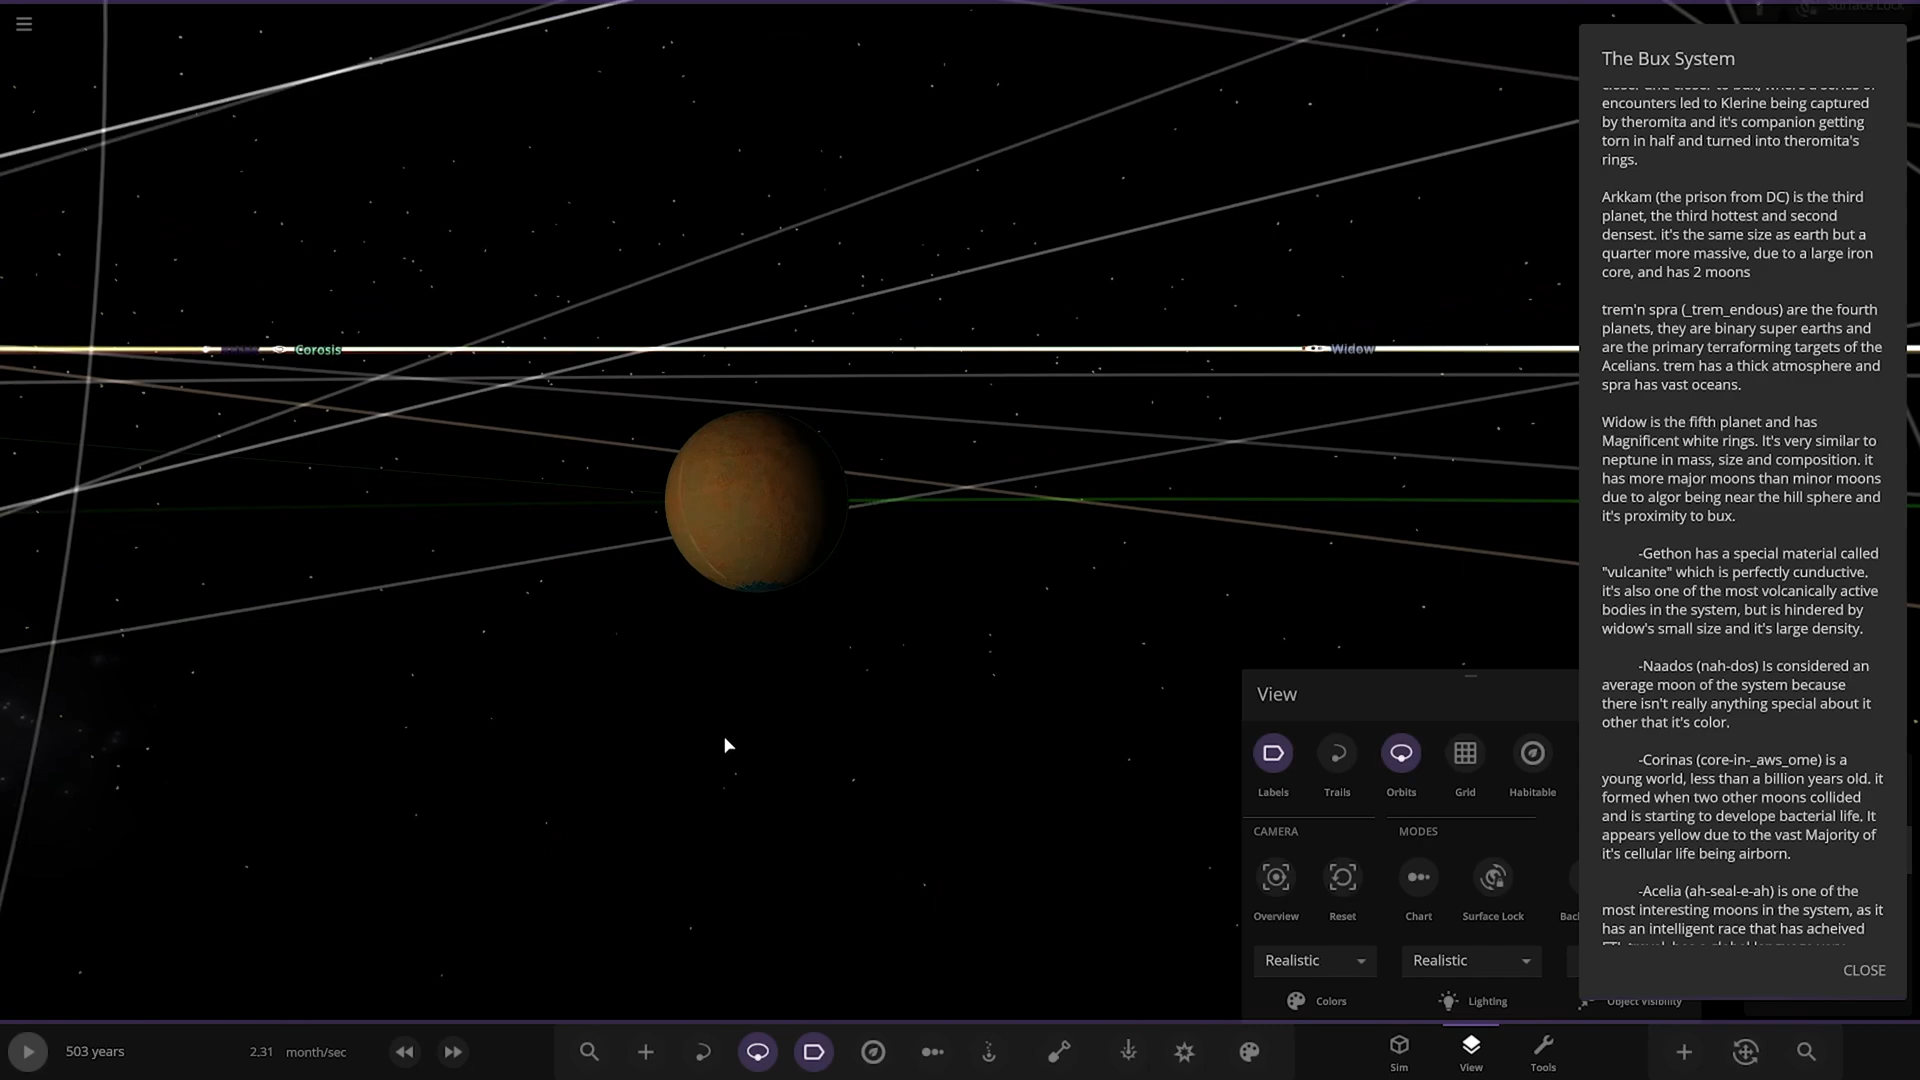 Surface Lock
The Bux System
encounters led to Klerine being captured
by theromita and it's companion getting
torn in half and turned into theromita's
rings.
Arkkam (the prison from DC) is the third
planet, the third hottest and second
densest. it's the same size as earth but a
quarter more massive, due to a large iron
core, and has 2 moons
trem'n spra (_trem_endous) are the fourth
planets, they are binary super earths and
are the primary terraforming targets of the
Acelians. trem has a thick atmosphere and
spra has vast oceans.
Widow is the fifth planet and has
Magnificent white rings. It's very similar to
neptune in mass, size and composition. it
has more major moons than minor moons
due to algor being near the hill sphere and
it's proximity to bux.
-Gethon has a special material called
"vulcanite" which is perfectly cunductive.
it's also one of the most volcanically active
bodies in the system, but is hindered by
widow's small size and it's large density.
-Naados (nah-dos) Is considered an
average moon of the system because
there isn't really anything special about it
other that it's color.
-Corinas (core-in-_aws_ome) is a
young world, less than a billion years old. it
formed when two other moons collided
and is starting to develope bacterial life. It
appears yellow due to the vast Majority of
it's cellular life being airborn.
-Acelia (ah-seal-e-ah) is one of the
most interesting moons in the system, as it
has an intelligent race that has acheived
CLOSE
Corosis
Widow
View
Labels Trails Orbits Grid Habitable
CAMERA MODES
Overview Reset Chart Surface Lock
Realistic Realistic
Colors Lighting Object Visibility
503 years 2.31 month/sec
Sim View Tools